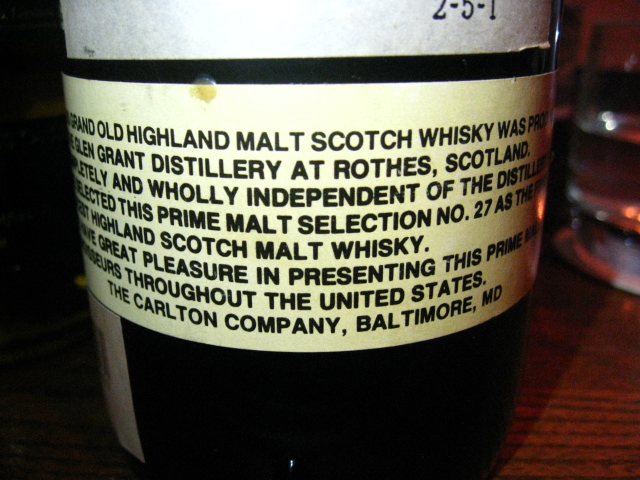 2-5-1
GRAND OLD HIGHLAND MALT SCOTCH WHISKY WAS
GLEN GRANT DISTILLERY AT ROTHES, SCOTLAND.
AND WHOLLY INDEPENDENT OF THE
THIS PRIME MALT SELECTION NO. 27 AS THE
HIGHLAND SCOTCH MALT WHISKY.
GREAT PLEASURE IN PRESENTING THIS PRIME
THROUGHOUT THE UNITED STATES.
THE CARLTON COMPANY, BALTIMORE, MD